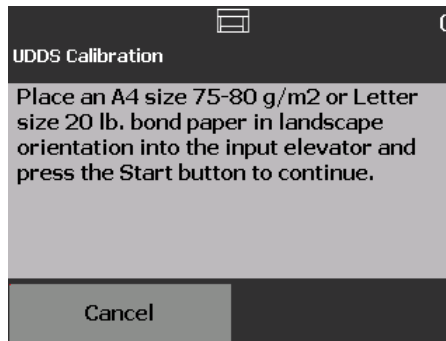 UDDS Calibration
Place an A4 size 75-80 g/m2 or Letter
size 20 lb. bond paper in landscape
orientation into the input elevator and
press the Start button to continue.
Cancel